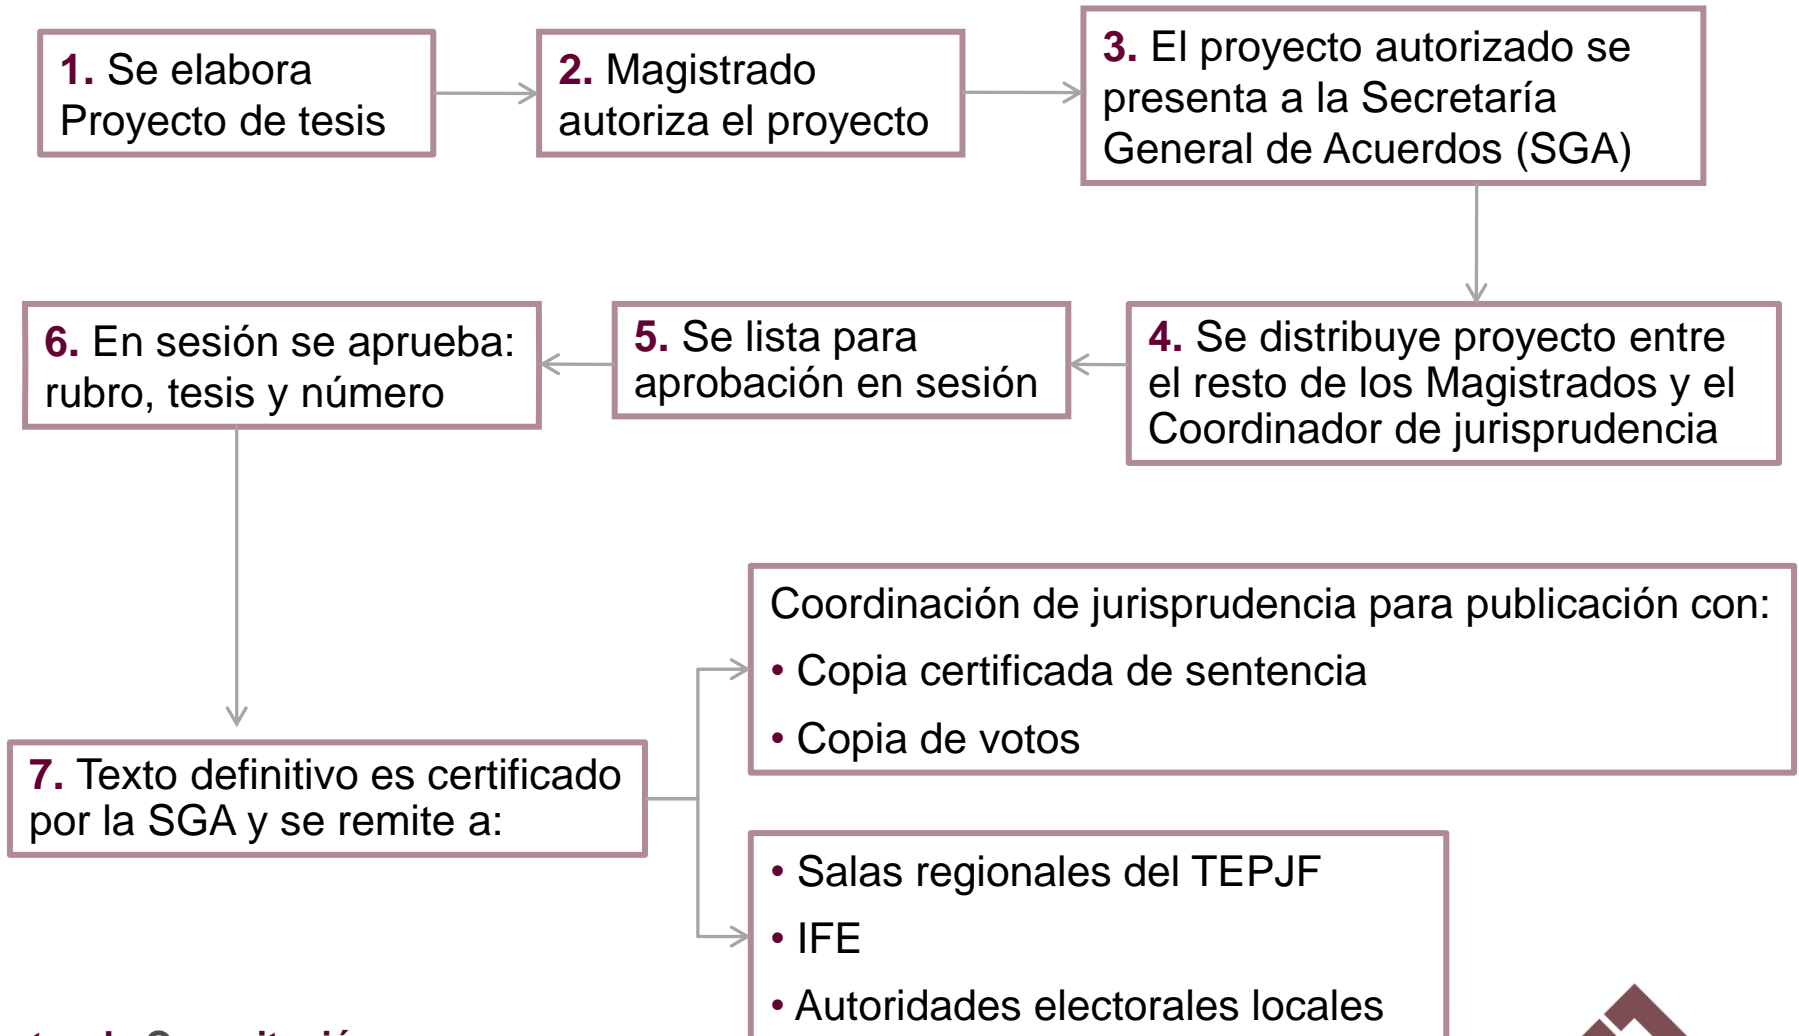 1. Se elabora
Proyecto de tesis
2. Magistrado
autoriza el proyecto
3. El proyecto autorizado se
presenta a la Secretaría
General de Acuerdos (SGA)
4. Se distribuye proyecto entre
el resto de los Magistrados y el
Coordinador de jurisprudencia
5. Se lista para
aprobación en sesión
6. En sesión se aprueba:
rubro, tesis y número
7. Texto definitivo es certificado
por la SGA y se remite a:
Coordinación de jurisprudencia para publicación con:
• Copia certificada de sentencia
• Copia de votos
• Salas regionales del TEPJF
• IFE
• Autoridades electorales locales